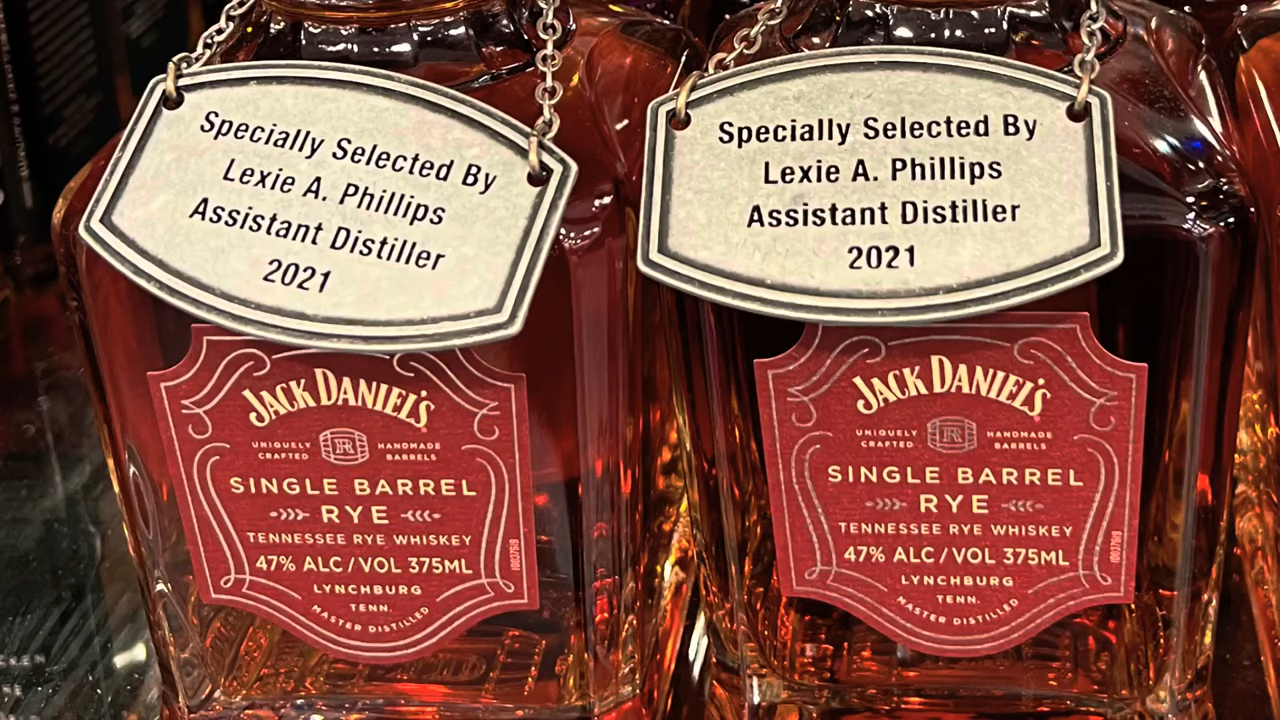 Specially Selected By
Lexie A. Phillips
Assistant Distiller
2021
JACK DANIEL'S
UNIQUELY CRAFTED
HANDMADE BARRELS
SINGLE BARREL
RYE
TENNESSEE RYE WHISKEY
47% ALC/VOL 375ML
LYNCHBURG
TENN.
MASTER DISTILLED
Specially Selected By
Lexie A. Phillips
Assistant Distiller
2021
JACK DANIEL'S
UNIQUELY CRAFTED
HANDMADE BARRELS
SINGLE BARREL
RYE
TENNESSEE RYE WHISKEY
47% ALC/VOL 375ML
LYNCHBURG
TENN.
MASTER DISTILLED